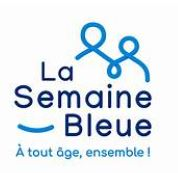 La
Semaine
Bleue
À tout âge, ensemble !